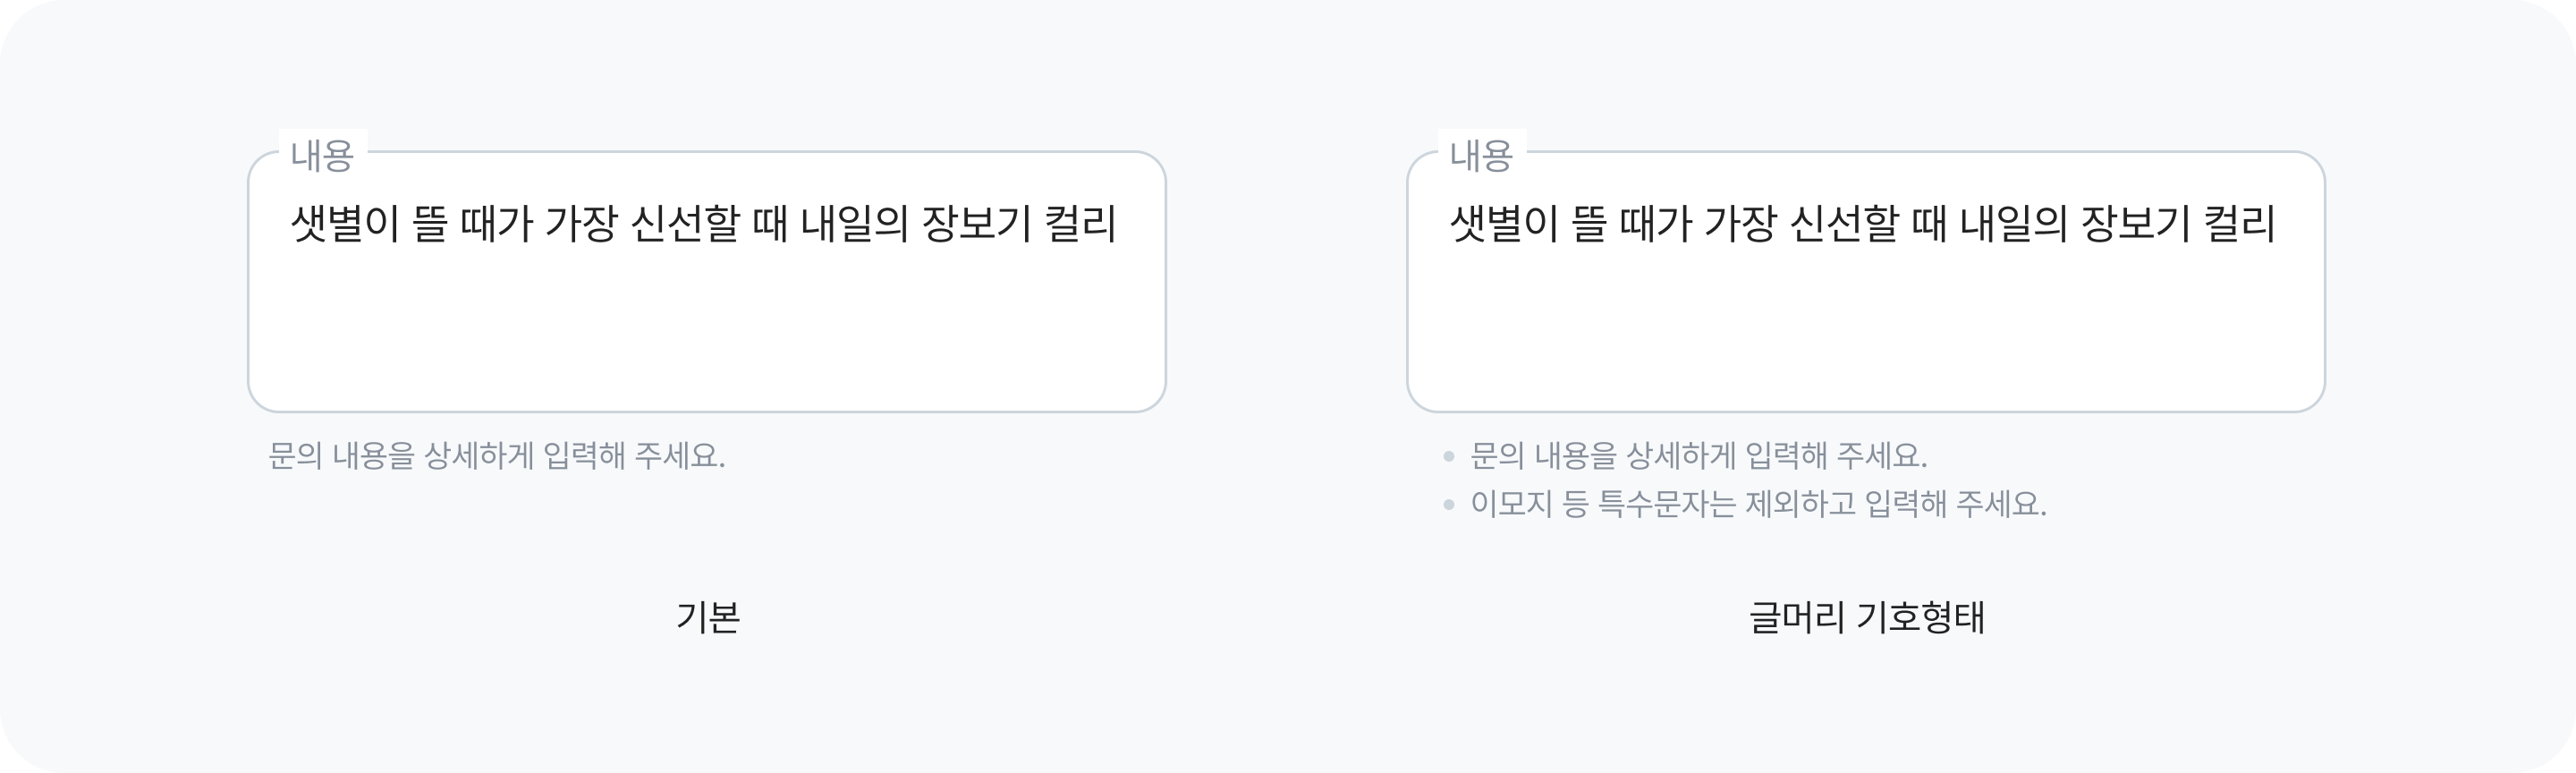 내용
샛별이 뜰 때가 가장 신선할 때 내일의 장보기 컬리
문의 내용을 상세하게 입력해 주세요.
기본
내용
샛별이 뜰 때가 가장 신선할 때 내일의 장보기 컬리
• 문의 내용을 상세하게 입력해 주세요.
• 이모지 등 특수문자는 제외하고 입력해 주세요.
글머리 기호형태